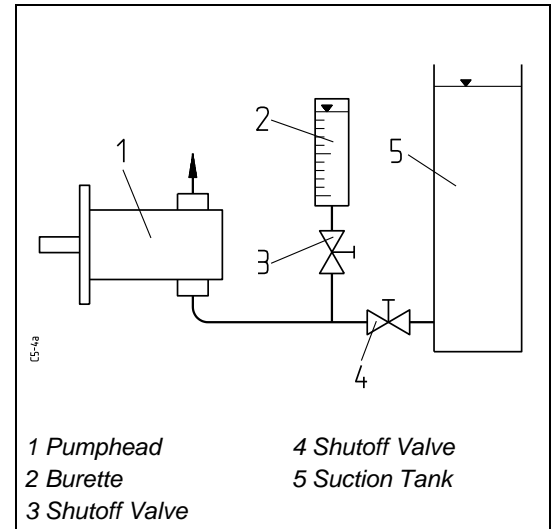 1
2
5
3
4
C5-4a
1 Pumphead
2 Burette
3 Shutoff Valve
4 Shutoff Valve
5 Suction Tank